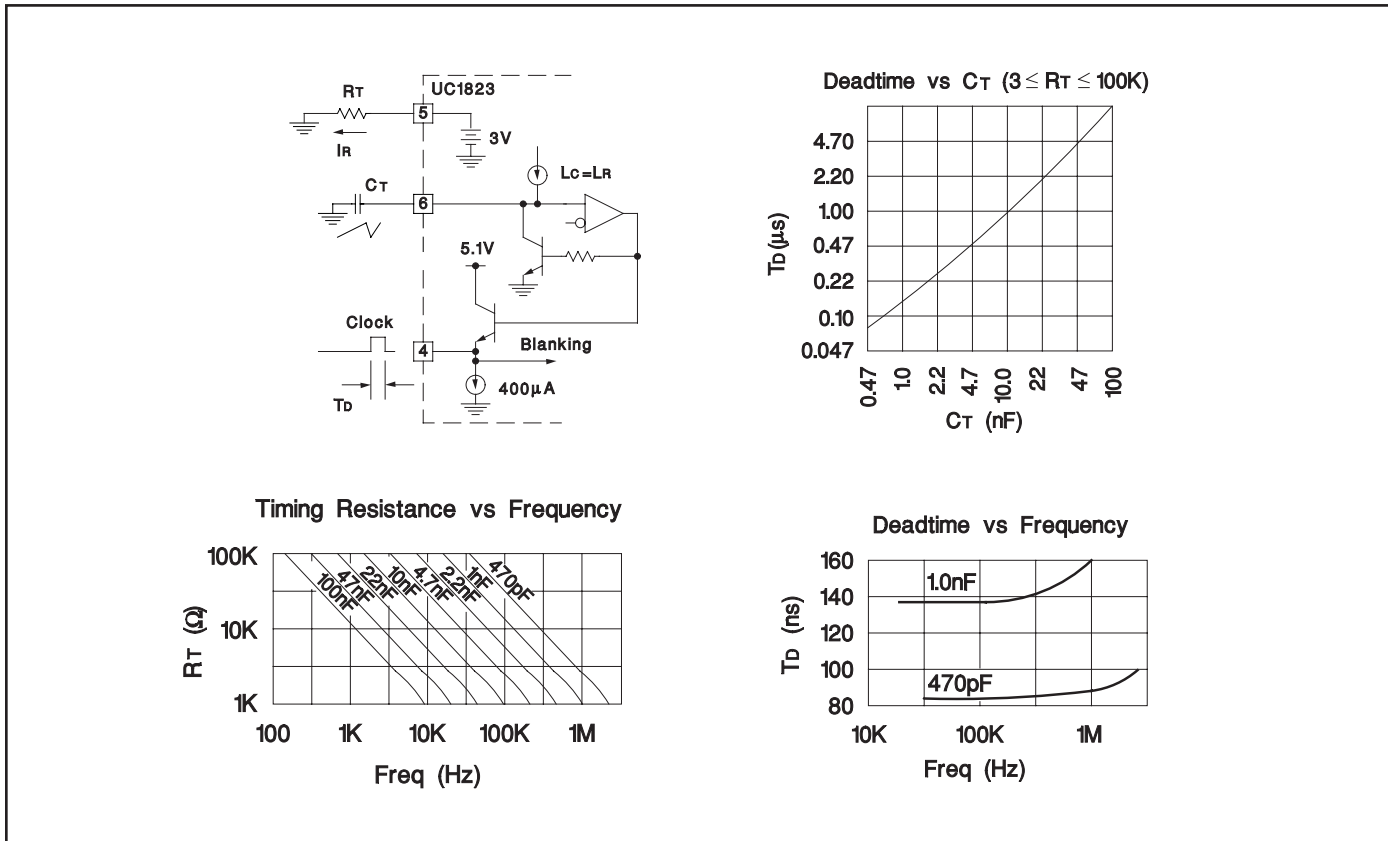 UC1823
RT
5
3V
IR
CT
6
LC=LR
5.1V
Clock
4
Blanking
400µA
TD
Deadtime vs CT (3 ≤ RT ≤ 100K)
4.70
2.20
1.00
0.47
0.22
0.10
0.047
TD (µs)
0.47 1.0 2.2 4.7 10.0 22 47 100
CT (nF)
Timing Resistance vs Frequency
100K
10K
1K
RT (Ω)
100nF 47nF 22nF 10nF 4.7nF 2.2nF 1nF 470pF
100 1K 10K 100K 1M
Freq (Hz)
Deadtime vs Frequency
160
140
120
100
80
TD (ns)
1.0nF
470pF
10K 100K 1M
Freq (Hz)